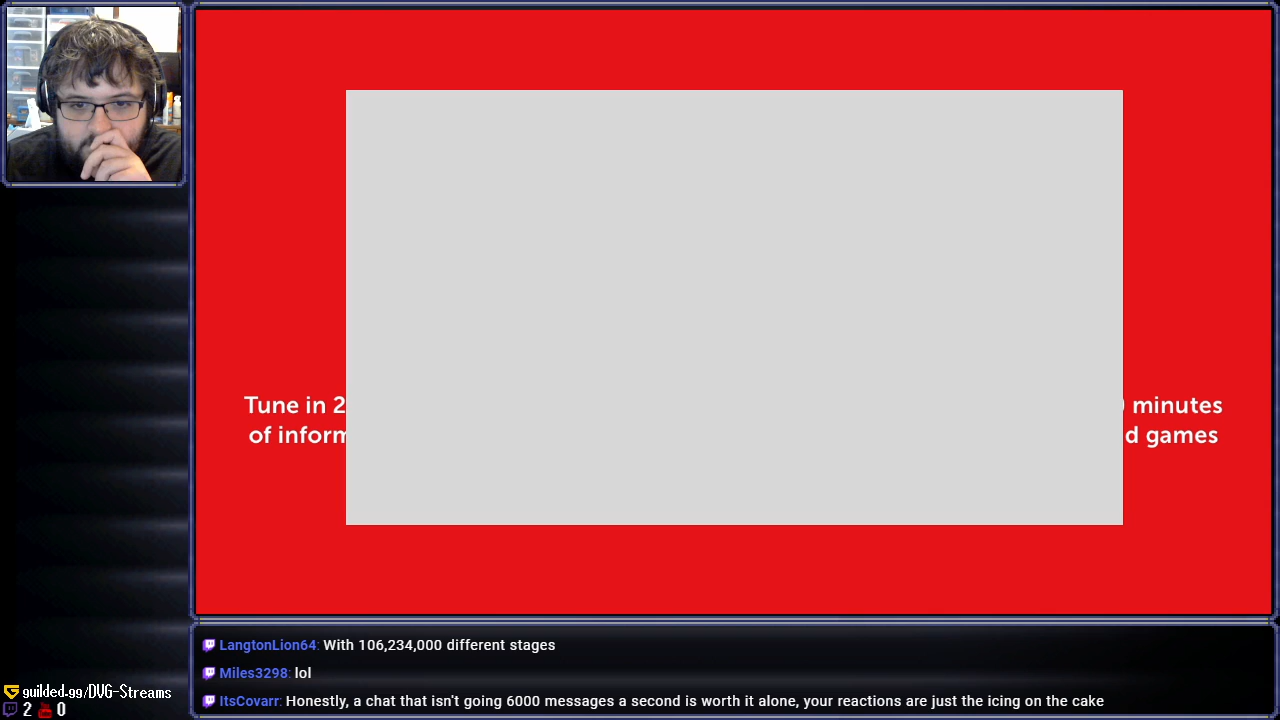 Tune in 2
minutes
of inform
d games
LangtonLion64: With 106,234,000 different stages
Miles3298: lol
ItsCovarr: Honestly, a chat that isn't going 6000 messages a second is worth it alone, your reactions are just the icing on the cake
guilded.gg/DVG-Streams
2 0